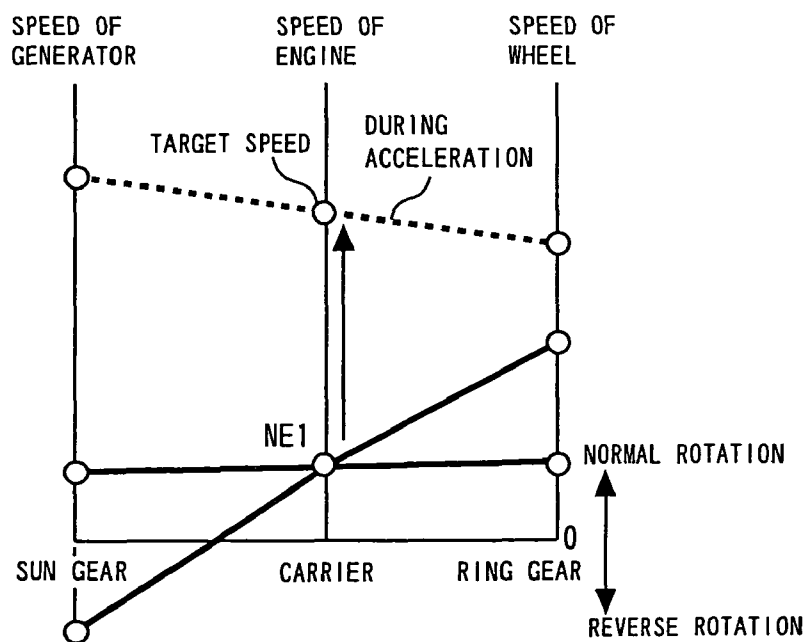 SPEED OF
GENERATOR
SPEED OF
ENGINE
SPEED OF
WHEEL
TARGET SPEED
DURING
ACCELERATION
NE1
NORMAL ROTATION
0
SUN GEAR
CARRIER
RING GEAR
REVERSE ROTATION